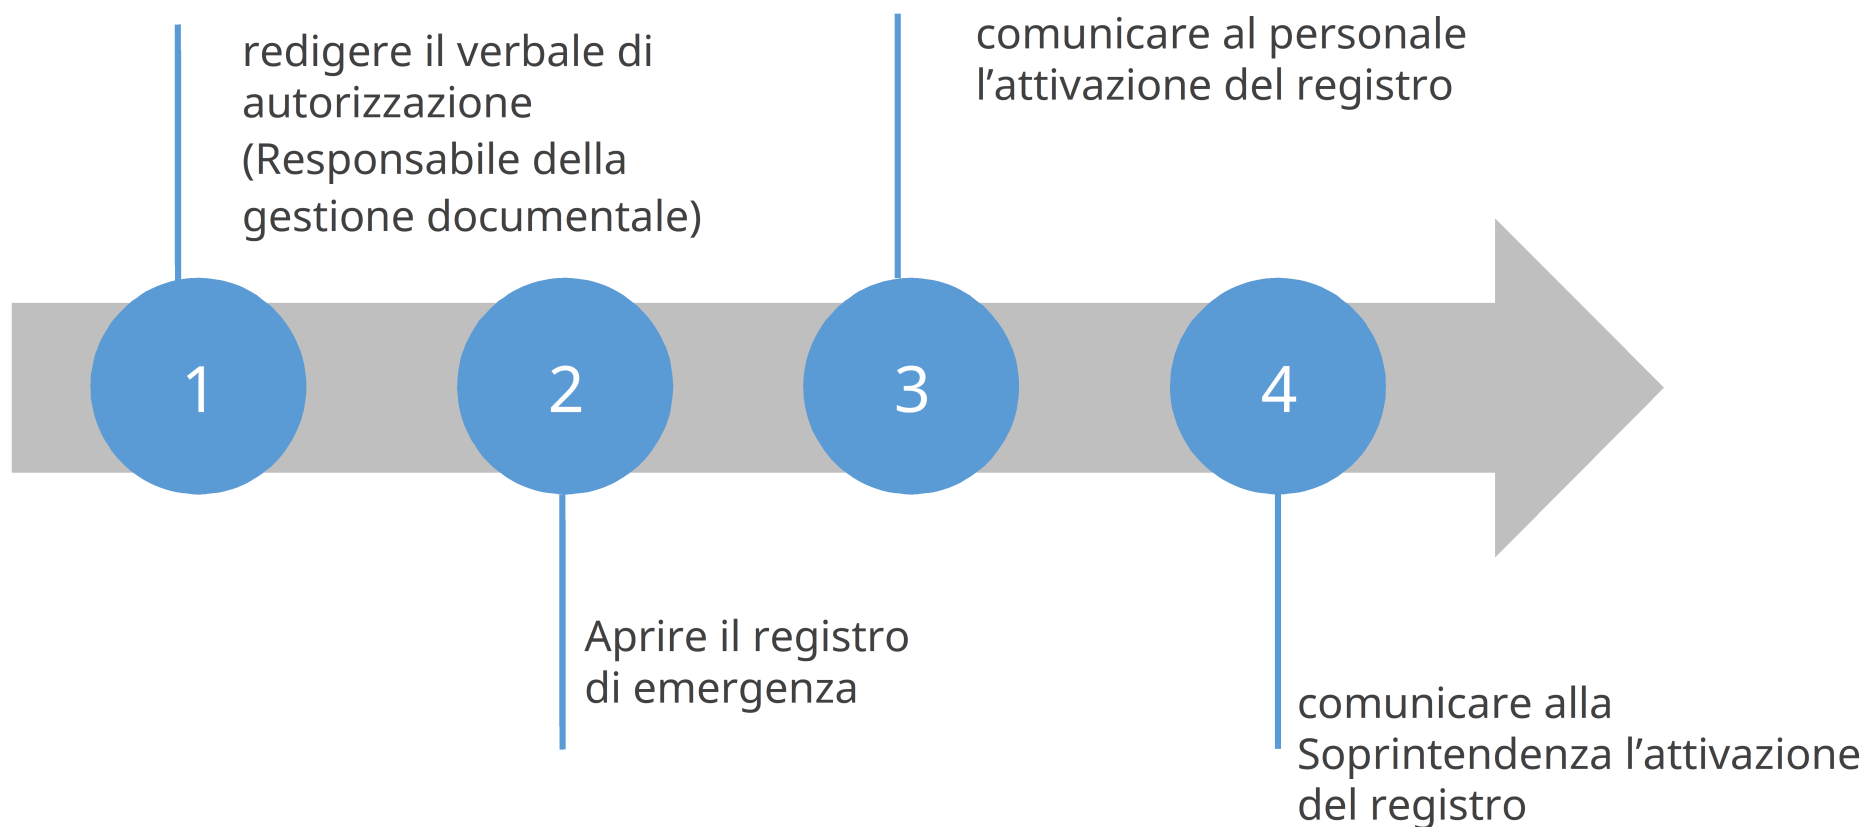 redigere il verbale di
autorizzazione
(Responsabile della
gestione documentale)
comunicare al personale
l’attivazione del registro
1
2
3
4
Aprire il registro
di emergenza
comunicare alla
Soprintendenza l’attivazione
del registro